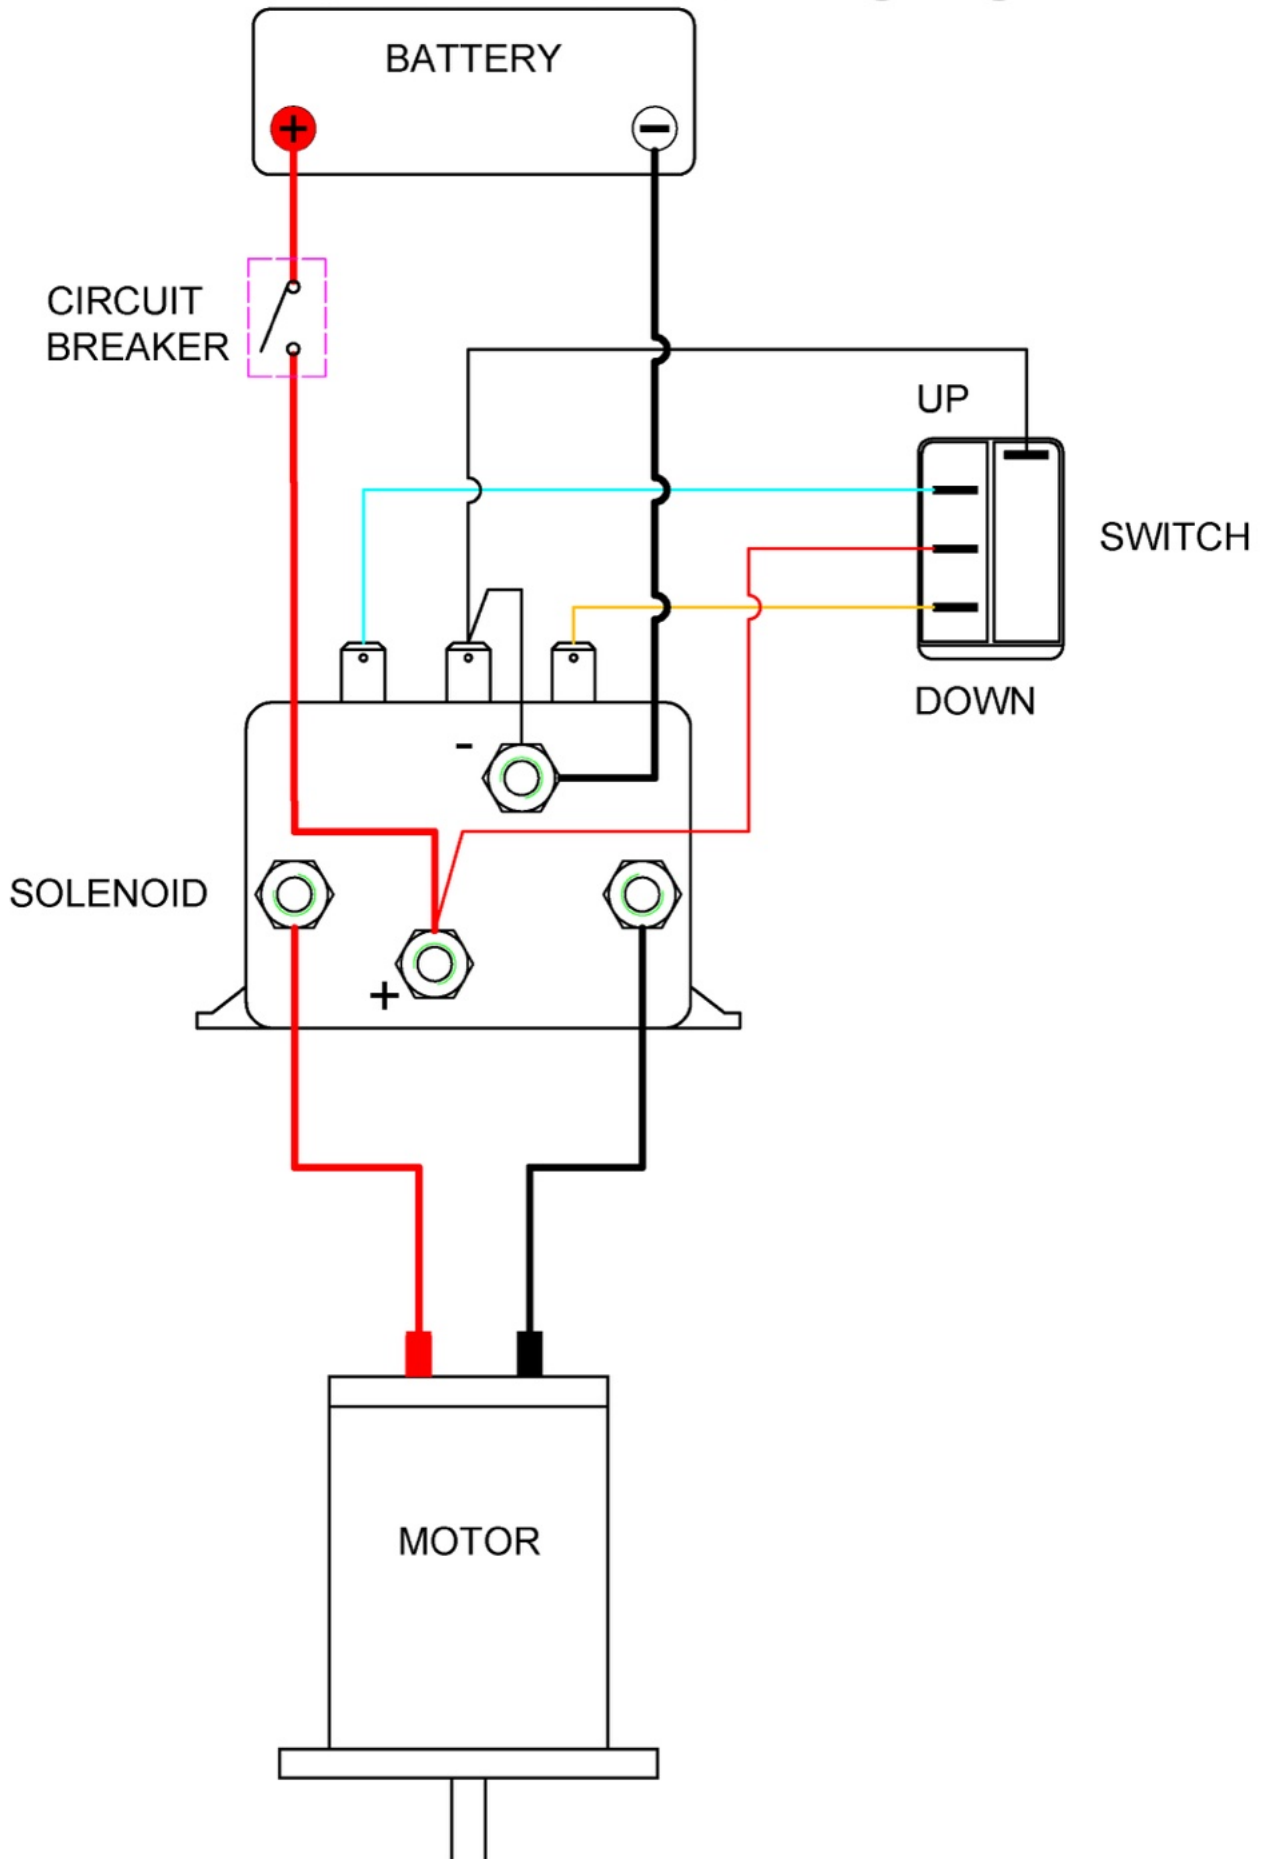 BATTERY
+
-
CIRCUIT
BREAKER
UP
SWITCH
DOWN
-
SOLENOID
+
MOTOR